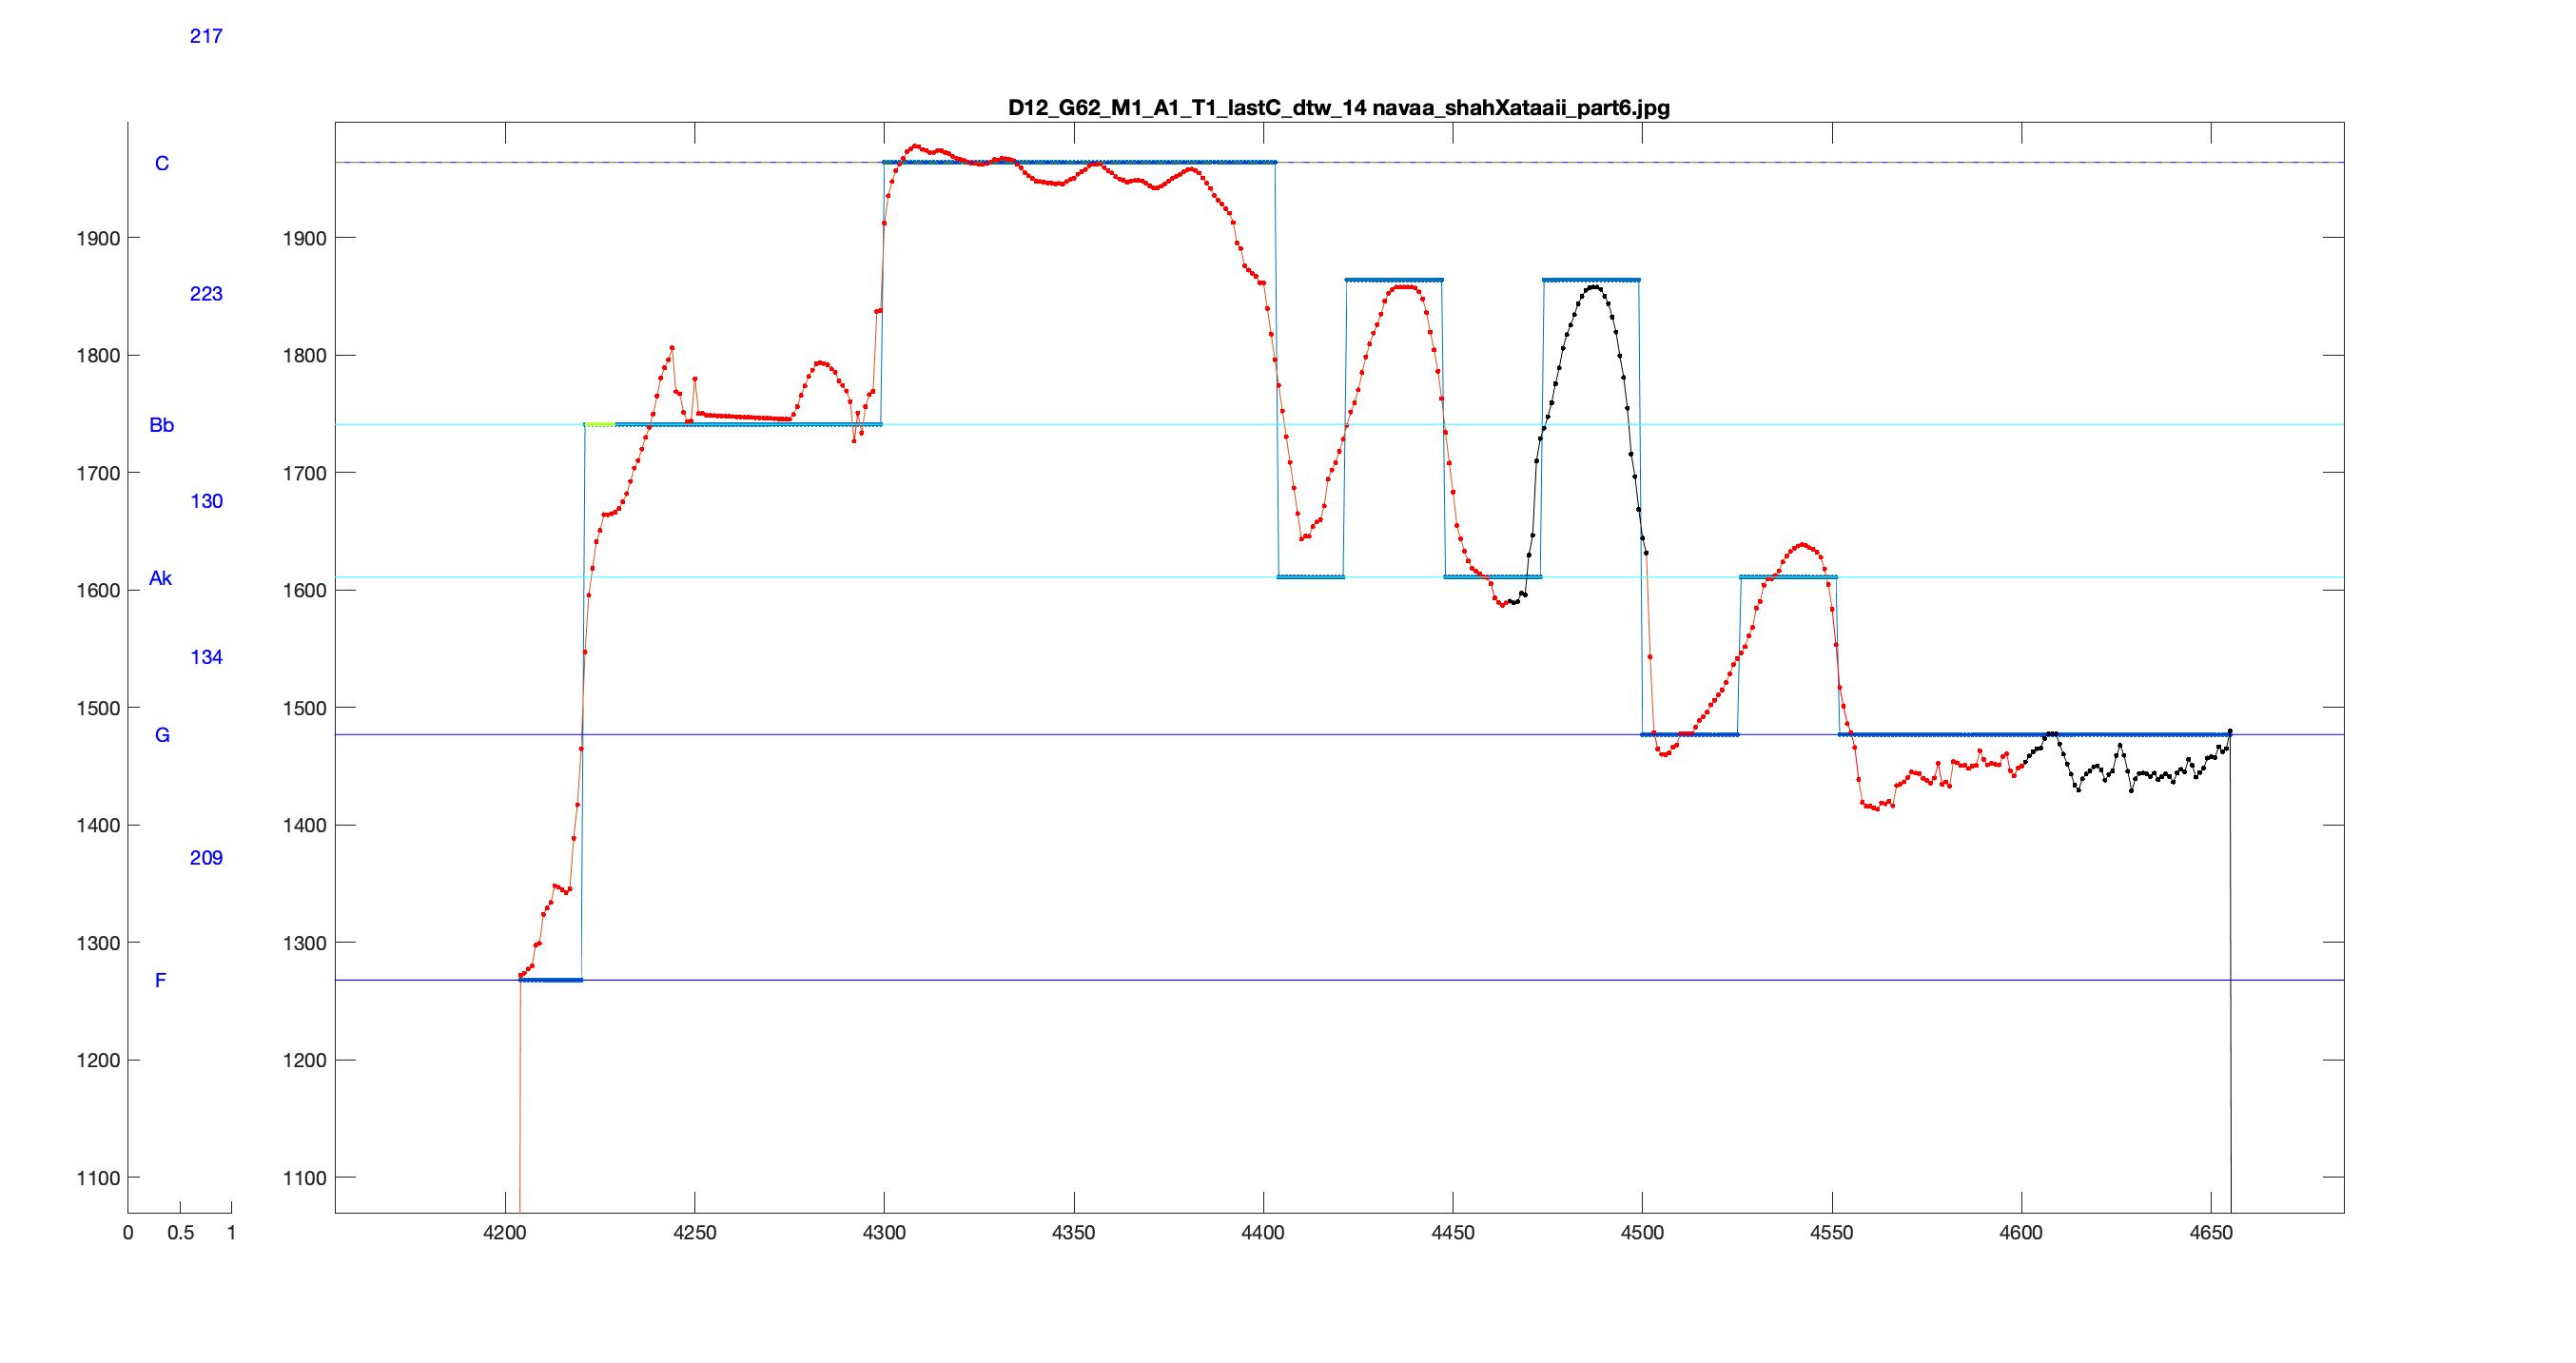 217
D12_G62_M1_A1_T1_lastC_dtw_14 navaa_shahXataaii_part6.jpg
C
1900 1900
223
1800 1800
Bb
1700 1700
130
Ak
1600 1600
134
1500 1500
G
209
1400 1400
1300 1300
F
1200 1200
1100 1100
0 0.5 1 4200 4250 4300 4350 4400 4450 4500 4550 4600 4650